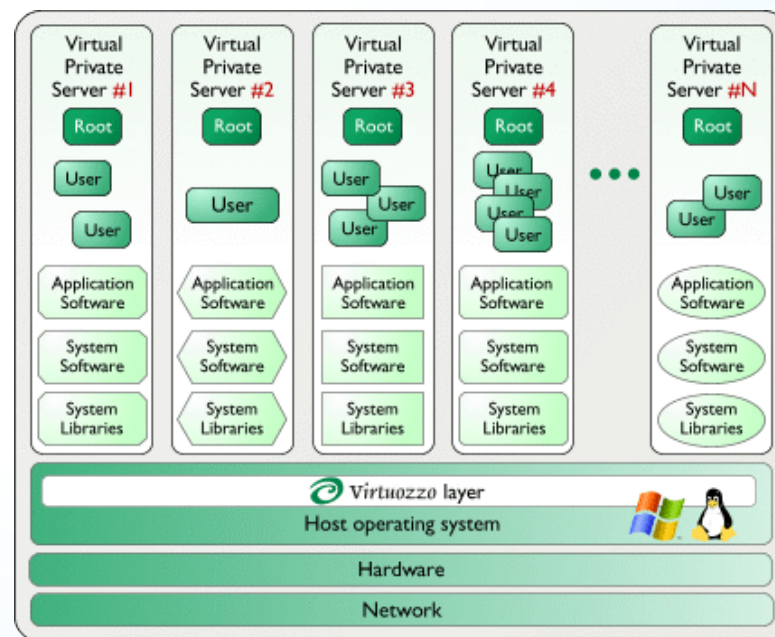 Virtual
Private
Server #1
Root
User
User
Application
Software
System
Software
System
Libraries
Virtual
Private
Server #2
Root
User
Application
Software
System
Software
System
Libraries
Virtual
Private
Server #3
Root
User
User
User
Application
Software
System
Software
System
Libraries
Virtual
Private
Server #4
Root
User
User
User
User
Application
Software
System
Software
System
Libraries
Virtual
Private
Server #N
Root
User
User
Application
Software
System
Software
System
Libraries
Virtuozzo layer
Host operating system
Hardware
Network